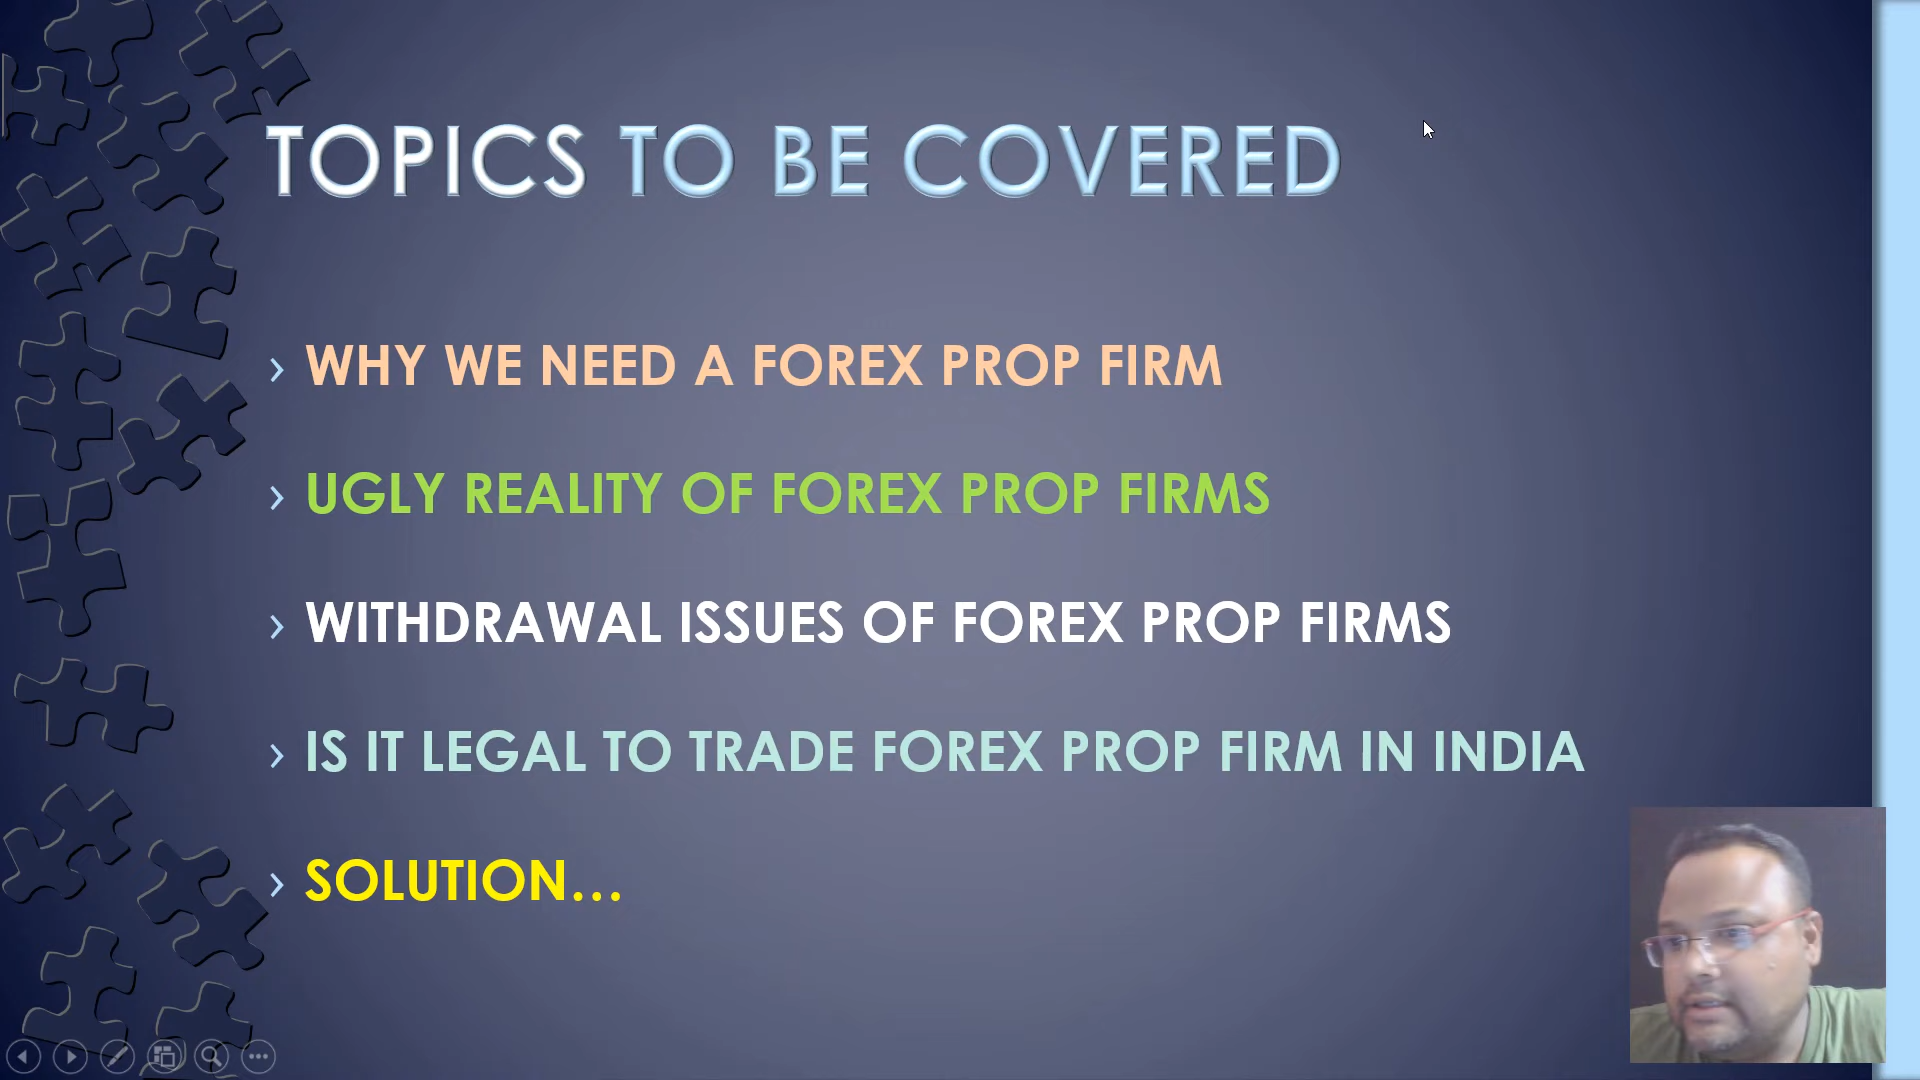 TOPICS TO BE COVERED
› WHY WE NEED A FOREX PROP FIRM
› UGLY REALITY OF FOREX PROP FIRMS
› WITHDRAWAL ISSUES OF FOREX PROP FIRMS
› IS IT LEGAL TO TRADE FOREX PROP FIRM IN INDIA
› SOLUTION...